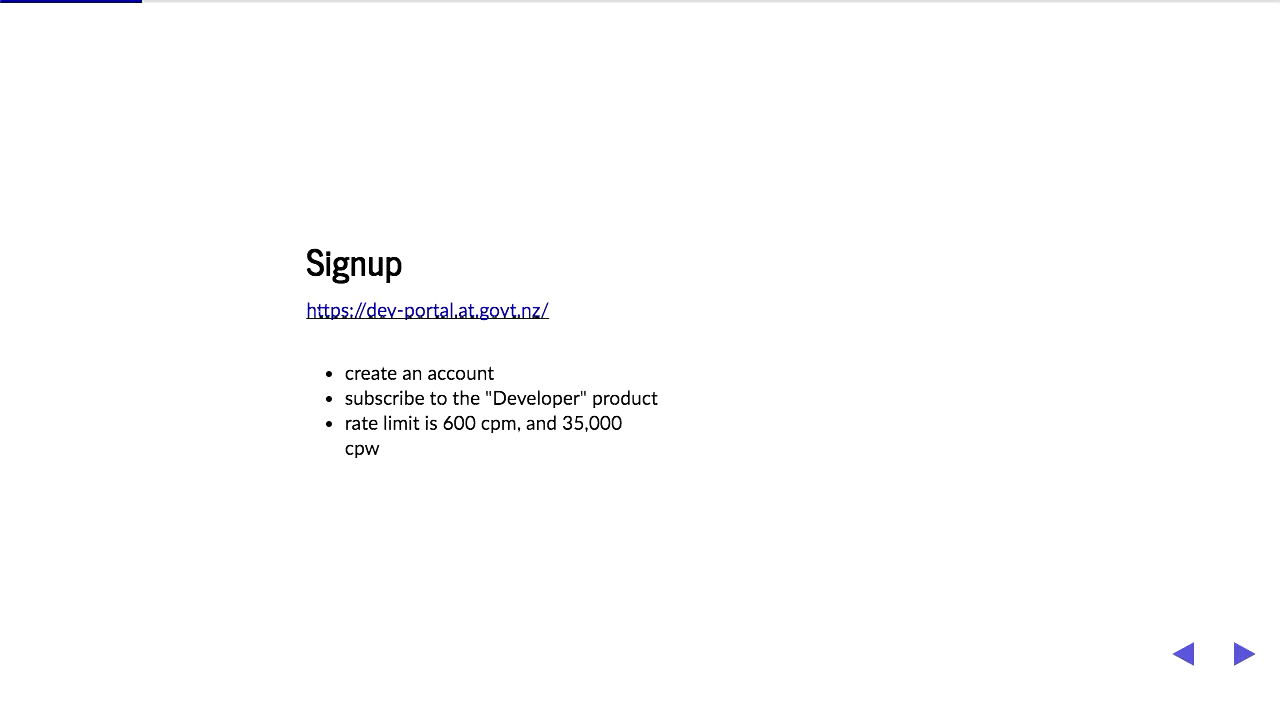 Signup
https://dev-portal.at.govt.nz/
• create an account
• subscribe to the "Developer" product
• rate limit is 600 cpm, and 35,000
cpw